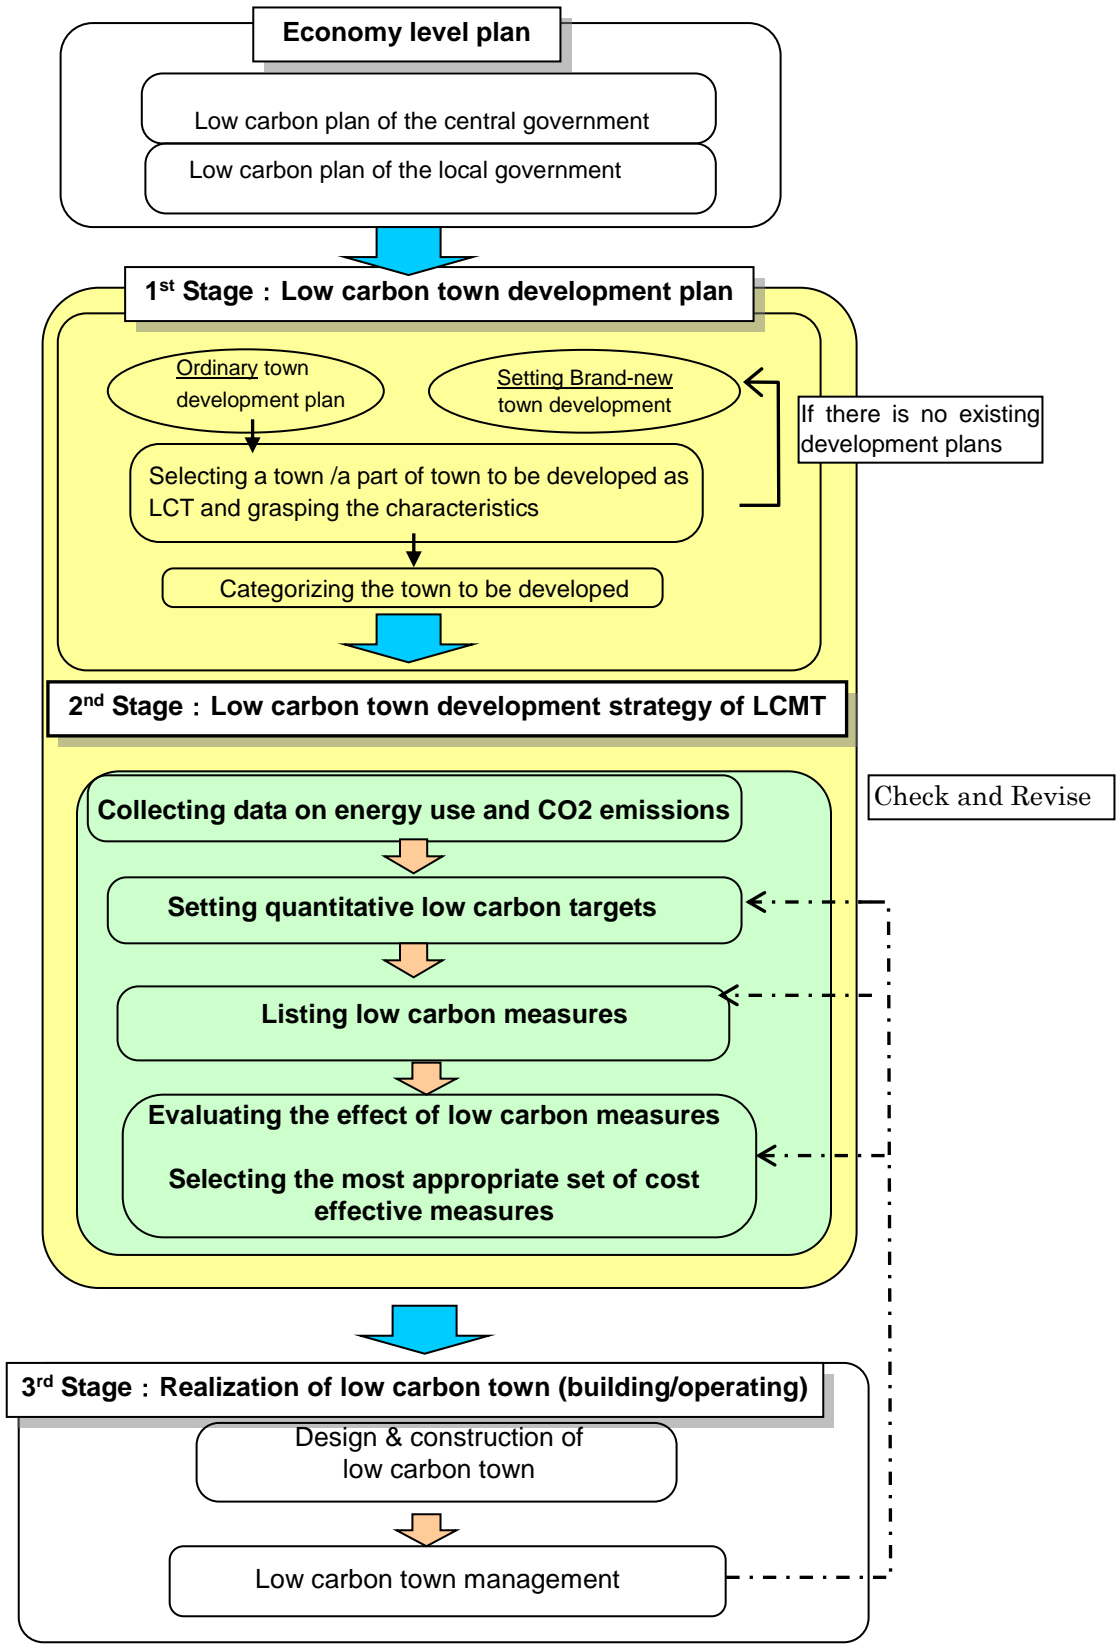 Economy level plan
Low carbon plan of the central government
Low carbon plan of the local government
1st Stage : Low carbon town development plan
Ordinary town
development plan
Setting Brand-new
town development
If there is no existing
development plans
Selecting a town /a part of town to be developed as
LCT and grasping the characteristics
Categorizing the town to be developed
2nd Stage : Low carbon town development strategy of LCMT
Collecting data on energy use and CO2 emissions
Check and Revise
Setting quantitative low carbon targets
Listing low carbon measures
Evaluating the effect of low carbon measures
Selecting the most appropriate set of cost
effective measures
3rd Stage : Realization of low carbon town (building/operating)
Design & construction of
low carbon town
Low carbon town management